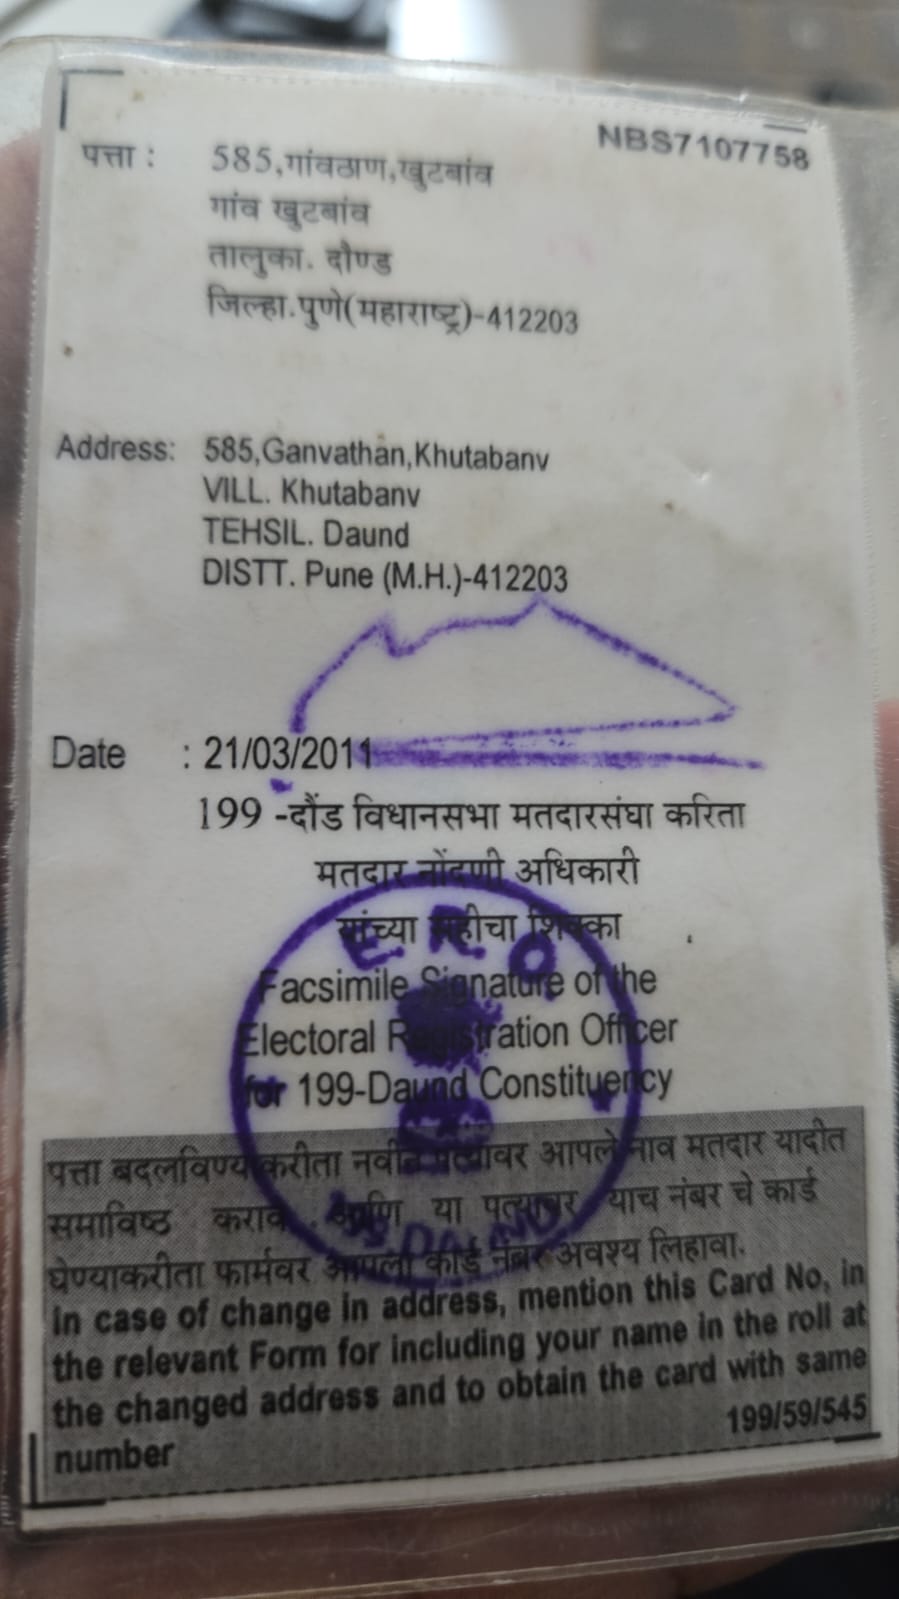 NBS7107758
पत्ता : 585,गांवठाण,खुटबांव
गांव खुटबांव
तालुका. दौण्ड
जिल्हा.पुणे(महाराष्ट्र)-412203
Address: 585,Ganvathan,Khutabanv
VILL. Khutabanv
TEHSIL. Daund
DISTT. Pune (M.H.)-412203
Date : 21/03/2011
199 -दौंड विधानसभा मतदारसंघा करिता
मतदार नोंदणी अधिकारी
यांच्या सहीचा शिक्का
E R O
Facsimile Signature of the
Electoral Registration Officer
for 199-Daund Constituency
पत्ता बदलविण्याकरीता नवीन पत्त्यावर आपले नाव मतदार यादीत
समाविष्ठ करावे. आणि या पत्यावर याच नंबर चे कार्ड
199 DAUND
घेण्याकरीता फार्मवर आपला कार्ड नंबर अवश्य लिहावा.
In case of change in address, mention this Card No, in
the relevant Form for including your name in the roll at
the changed address and to obtain the card with same
number
199/59/545